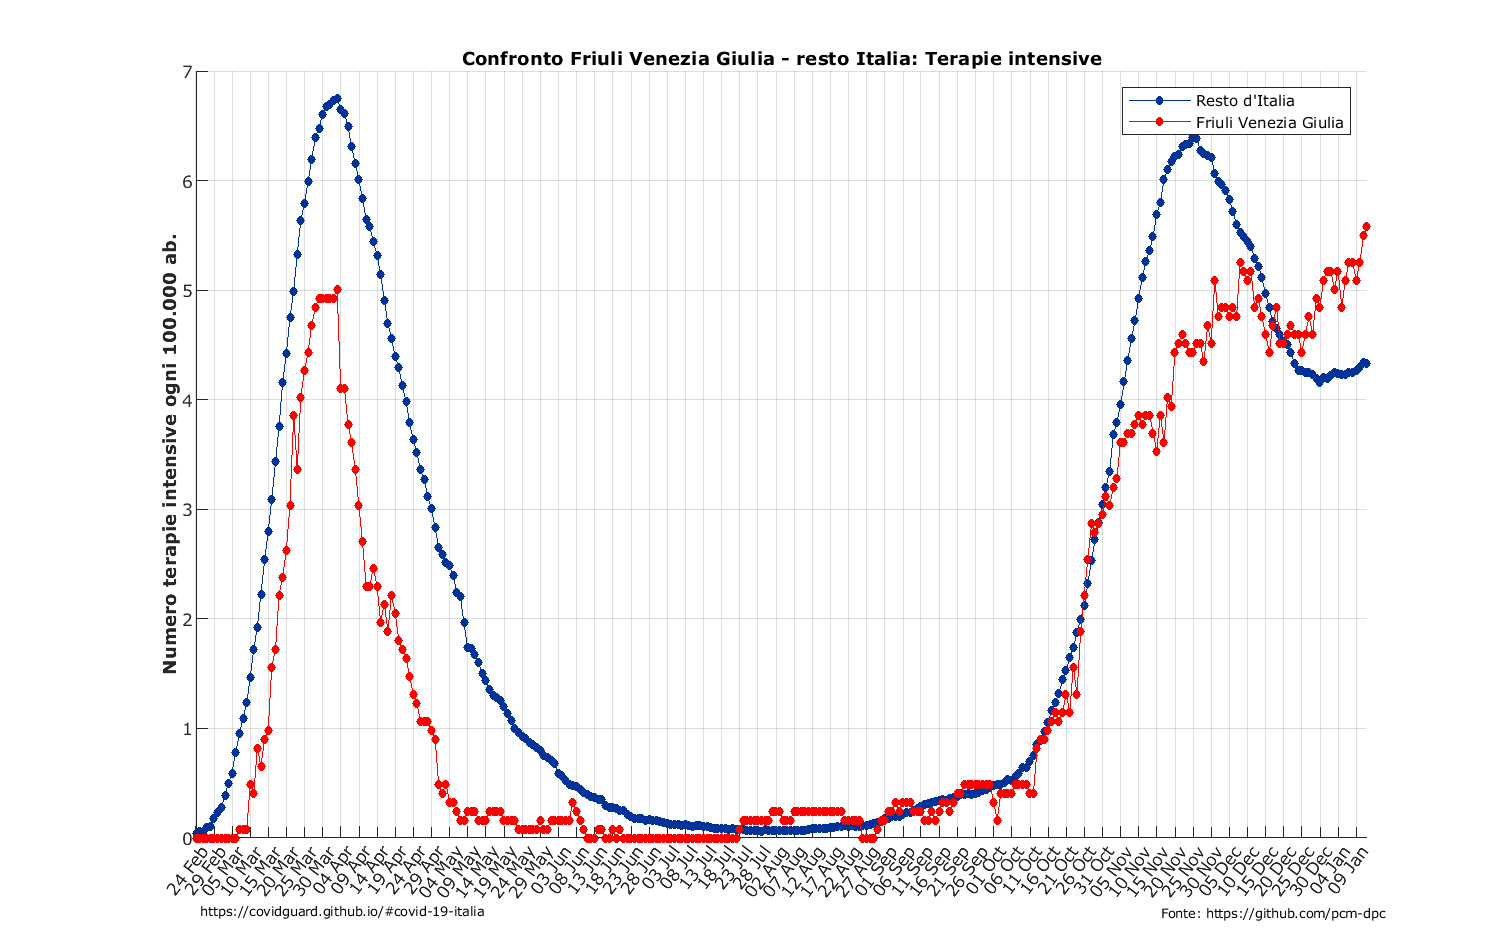 Confronto Friuli Venezia Giulia - resto Italia: Terapie intensive
Resto d'Italia
Friuli Venezia Giulia
Numero terapie intensive ogni 100.000 ab.
7
6
5
4
3
2
1
0
24 Feb
29 Feb
05 Mar
10 Mar
15 Mar
20 Mar
25 Mar
30 Mar
04 Apr
09 Apr
14 Apr
19 Apr
24 Apr
29 Apr
04 May
09 May
14 May
19 May
24 May
29 May
03 Jun
08 Jun
13 Jun
18 Jun
23 Jun
28 Jun
03 Jul
08 Jul
13 Jul
18 Jul
23 Jul
28 Jul
02 Aug
07 Aug
12 Aug
17 Aug
22 Aug
27 Aug
01 Sep
06 Sep
11 Sep
16 Sep
21 Sep
26 Sep
01 Oct
06 Oct
11 Oct
16 Oct
21 Oct
26 Oct
31 Oct
05 Nov
10 Nov
15 Nov
20 Nov
25 Nov
30 Nov
05 Dec
10 Dec
15 Dec
20 Dec
25 Dec
30 Dec
04 Jan
09 Jan
https://covidguard.github.io/#covid-19-italia
Fonte: https://github.com/pcm-dpc